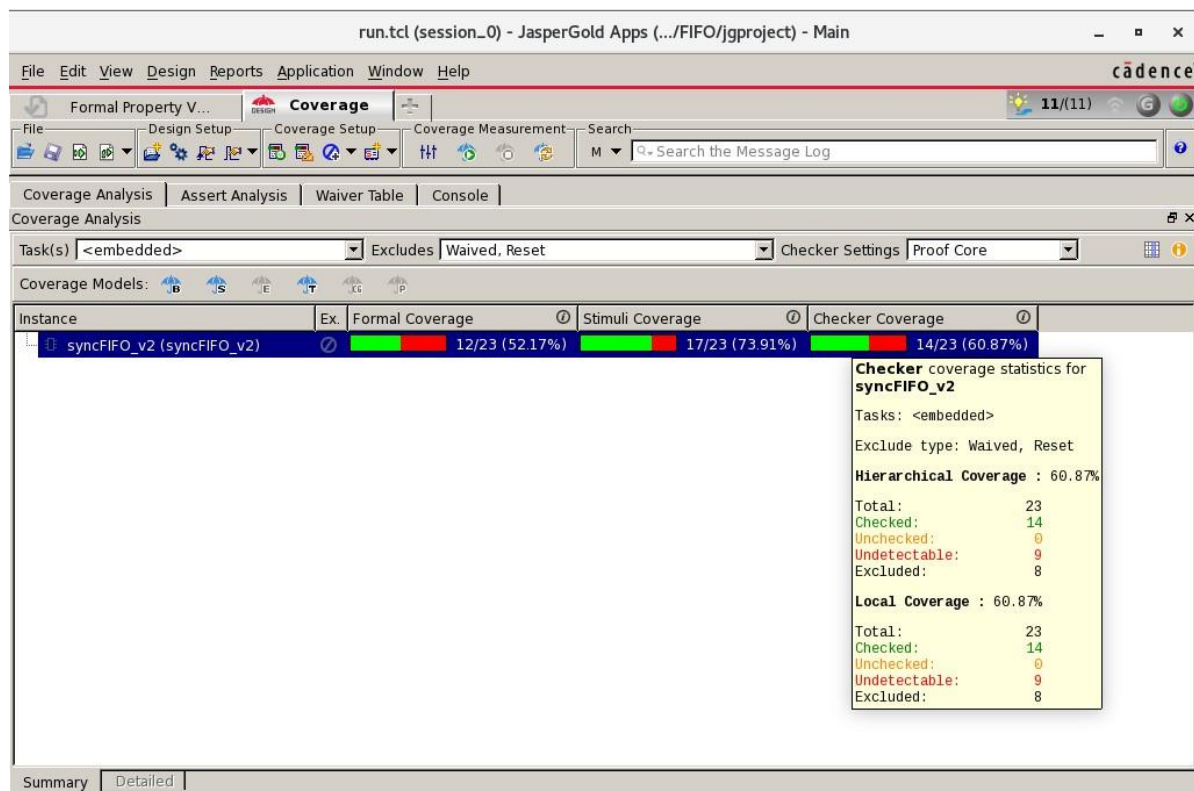 run.tcl (session_0) - JasperGold Apps (.../FIFO/jgproject) - Main
File Edit View Design Reports Application Window Help
cādence
Formal Property V... DESIGN Coverage 11/(11) G
File Design Setup Coverage Setup Coverage Measurement Search
M Search the Message Log
Coverage Analysis Assert Analysis Waiver Table Console
Coverage Analysis
Task(s) <embedded> Excludes Waived, Reset Checker Settings Proof Core
Coverage Models: B S E T CG P
Instance Ex. Formal Coverage Stimuli Coverage Checker Coverage
syncFIFO_v2 (syncFIFO_v2) 12/23 (52.17%) 17/23 (73.91%) 14/23 (60.87%)
Checker coverage statistics for
syncFIFO_v2
Tasks: <embedded>
Exclude type: Waived, Reset
Hierarchical Coverage : 60.87%
Total: 23
Checked: 14
Unchecked: 0
Undetectable: 9
Excluded: 8
Local Coverage : 60.87%
Total: 23
Checked: 14
Unchecked: 0
Undetectable: 9
Excluded: 8
Summary Detailed